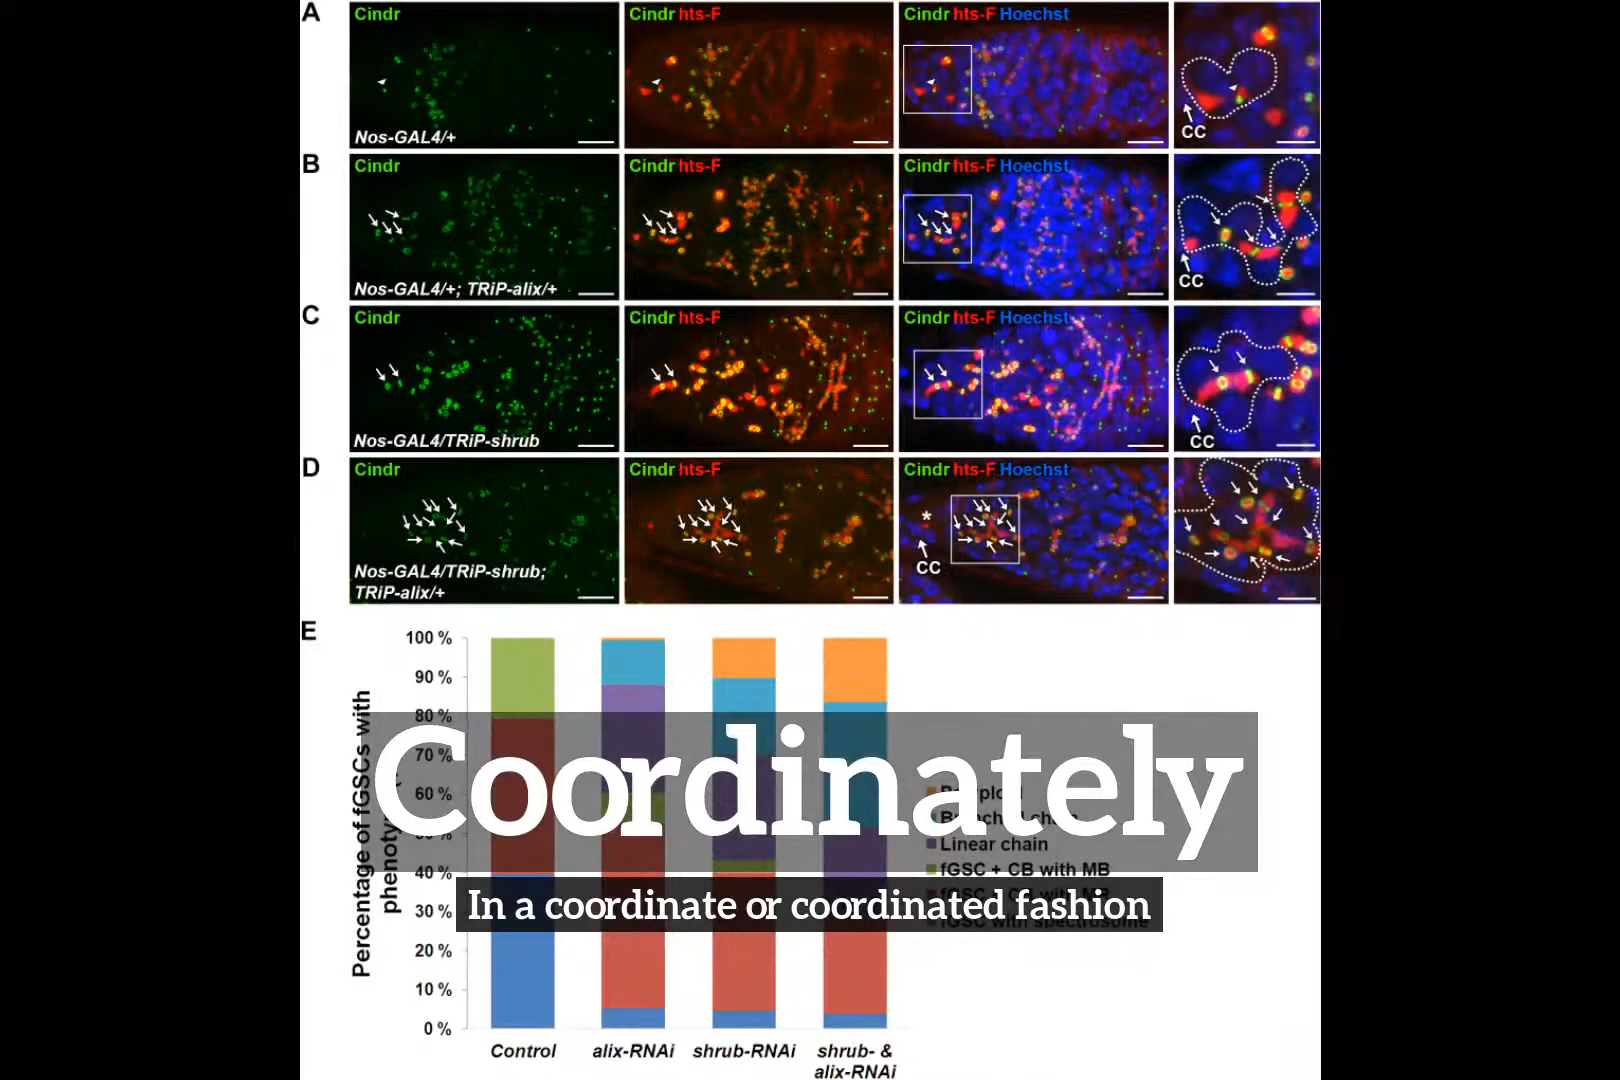 A
Cindr
Cindr hts-F
Cindr hts-F Hoechst
Nos-GAL4/+
CC
B
Cindr
Cindr hts-F
Cindr hts-F Hoechst
Nos-GAL4/+; TRiP-alix/+
CC
C
Cindr
Cindr hts-F
Cindr hts-F Hoechst
Nos-GAL4/TRiP-shrub
CC
D
Cindr
Cindr hts-F
Cindr hts-F Hoechst
*
CC
Nos-GAL4/TRiP-shrub;
TRiP-alix/+
E
Percentage of fGSCs with
100 %
90 %
80 %
70 %
60 %
40 %
30 %
20 %
10 %
0 %
Coordinately
In a coordinate or coordinated fashion
Linear chain
fGSC + CB with MB
fGSC with spectrosome
Control
alix-RNAi
shrub-RNAi
shrub- &
alix-RNAi